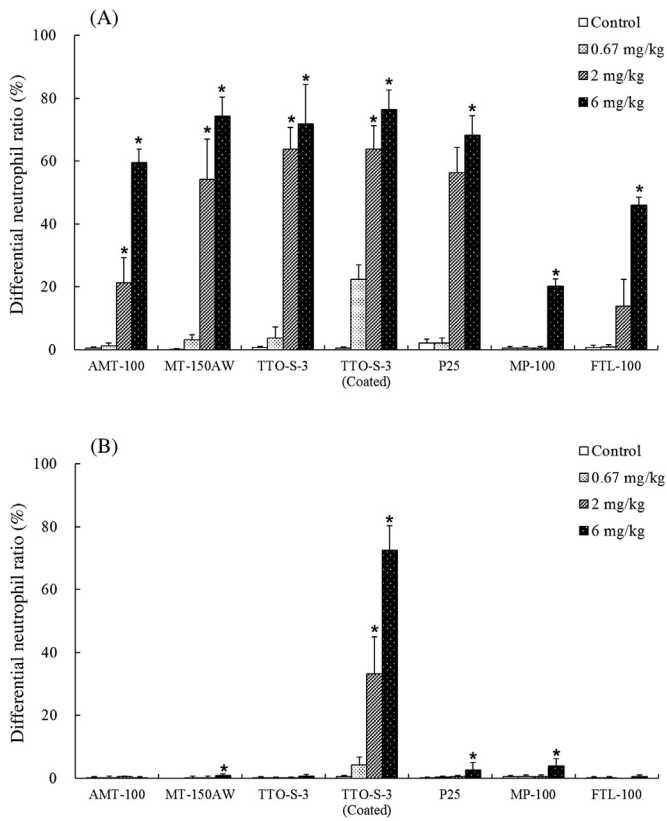 (A)
Control
0.67 mg/kg
2 mg/kg
6 mg/kg
Differential neutrophil ratio (%)
100
80
60
40
20
0
* * * * * * * * * * *
AMT-100 MT-150AW TTO-S-3 TTO-S-3 P25 MP-100 FTL-100
(Coated)
(B)
Control
0.67 mg/kg
2 mg/kg
6 mg/kg
Differential neutrophil ratio (%)
100
80
60
40
20
0
* * * * *
AMT-100 MT-150AW TTO-S-3 TTO-S-3 P25 MP-100 FTL-100
(Coated)